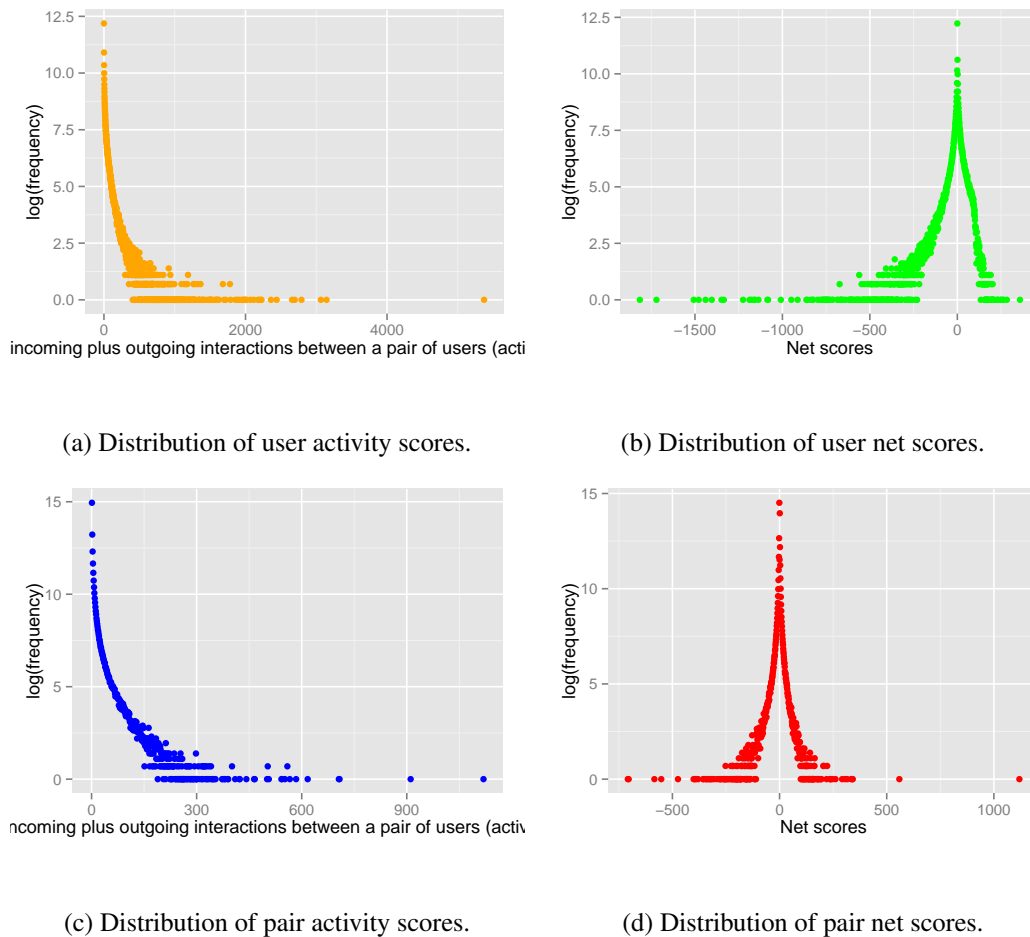 12.5
10.0
7.5
5.0
2.5
0.0
log(frequency)
0 2000 4000
incoming plus outgoing interactions between a pair of users (acti
(a) Distribution of user activity scores.
12.5
10.0
7.5
5.0
2.5
0.0
log(frequency)
−1500 −1000 −500 0
Net scores
(b) Distribution of user net scores.
15
10
5
0
log(frequency)
0 300 600 900
ncoming plus outgoing interactions between a pair of users (activ
(c) Distribution of pair activity scores.
15
10
5
0
log(frequency)
−500 0 500 1000
Net scores
(d) Distribution of pair net scores.